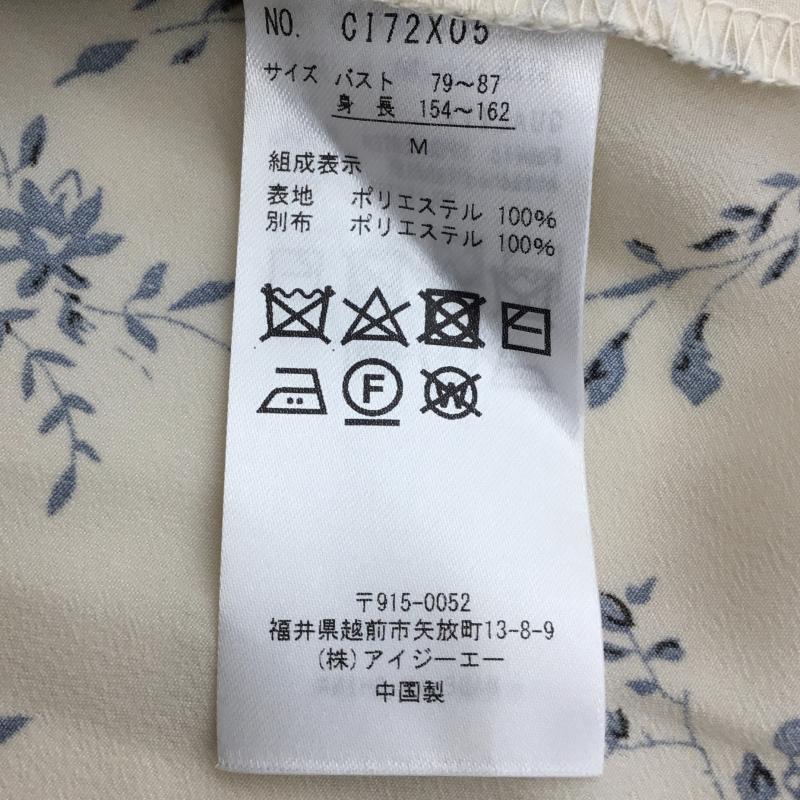 NO. CI72X05
サイズ バスト 79～87
身長 154～162
M
組成表示
表地 ポリエステル 100%
別布 ポリエステル 100%
F W
〒915-0052
福井県越前市矢放町13-8-9
(株)アイジーエー
中国製